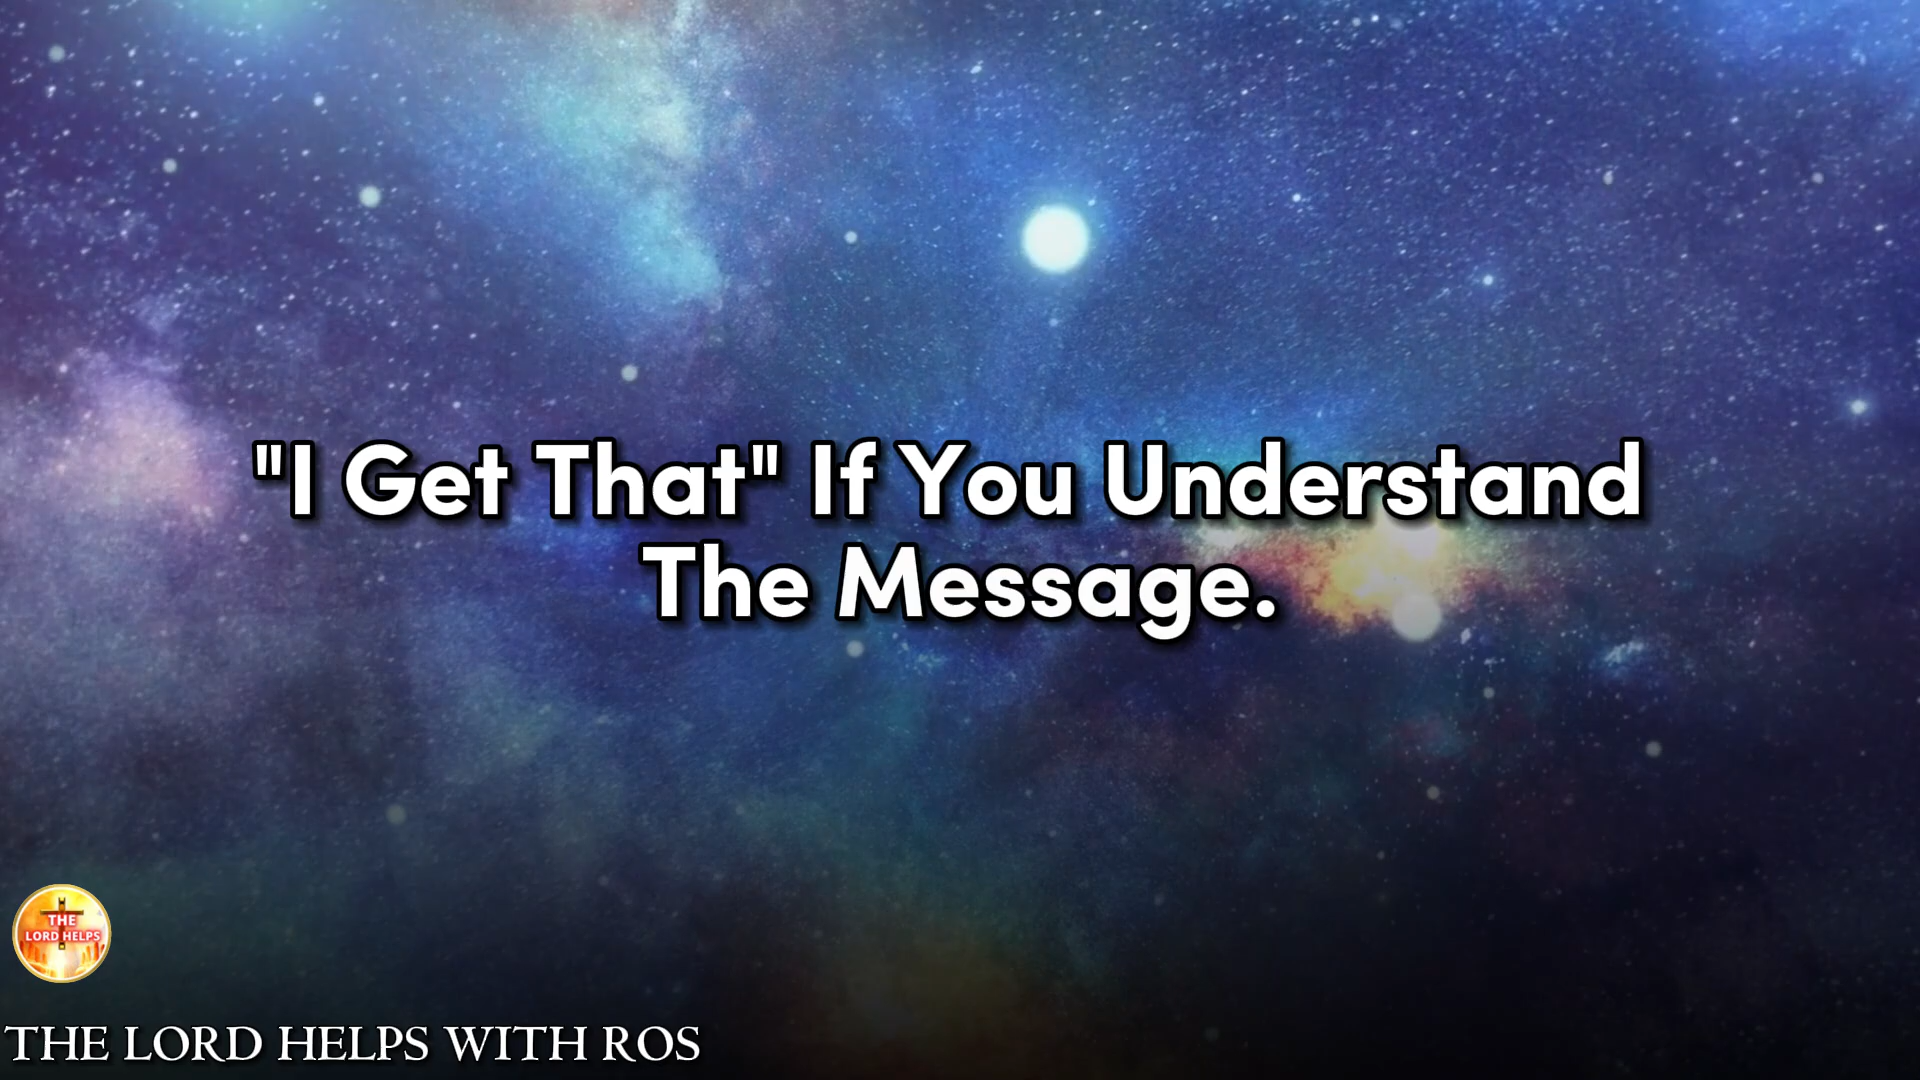 "I Get That" If You Understand
The Message.
THE
LORD HELPS
THE LORD HELPS WITH ROS